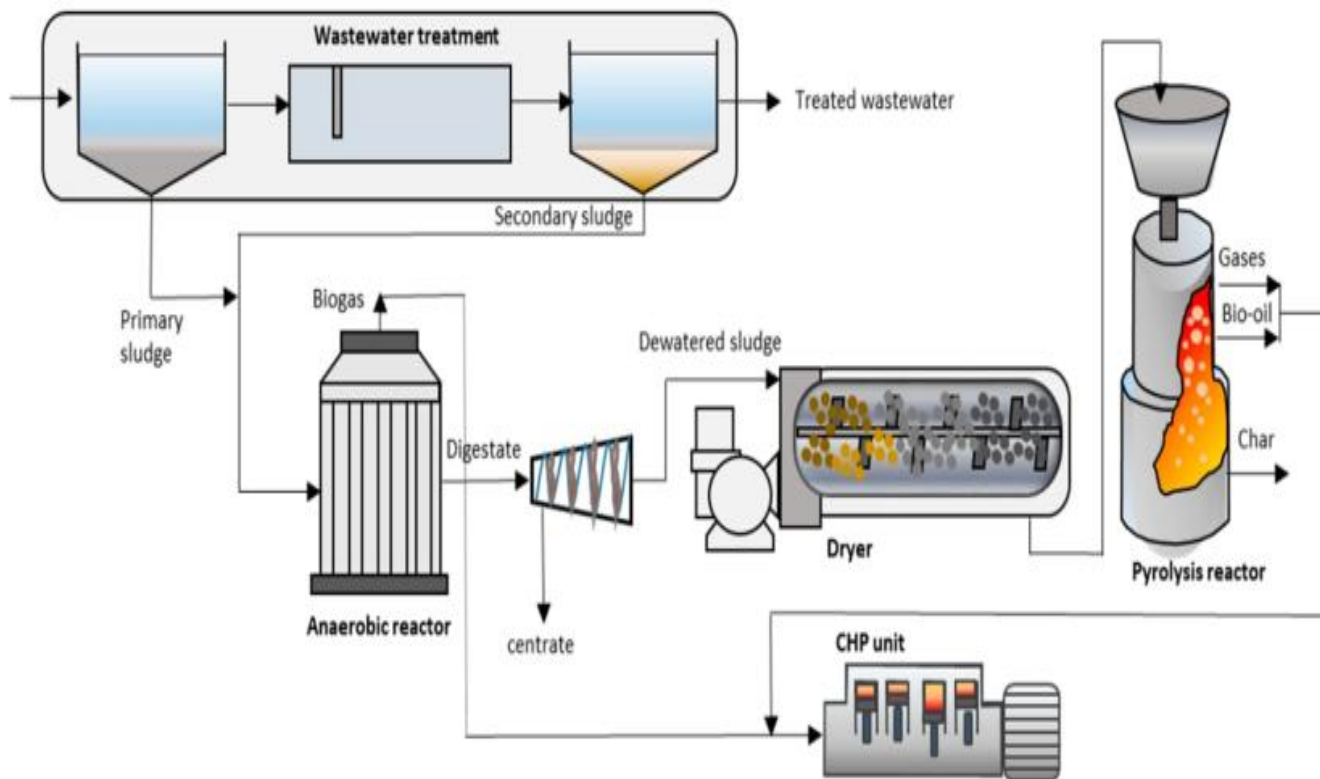 Wastewater treatment
Treated wastewater
Secondary sludge
Primary
sludge
Biogas
Dewatered sludge
Gases
Bio-oil
Digestate
Char
Dryer
Pyrolysis reactor
Anaerobic reactor
centrate
CHP unit